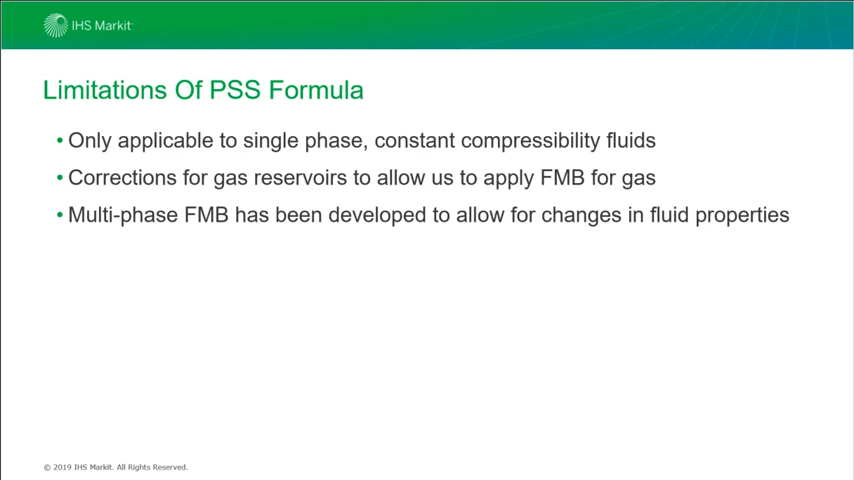 IHS Markit
Limitations Of PSS Formula
• Only applicable to single phase, constant compressibility fluids
• Corrections for gas reservoirs to allow us to apply FMB for gas
• Multi-phase FMB has been developed to allow for changes in fluid properties
© 2019 IHS Markit. All Rights Reserved.